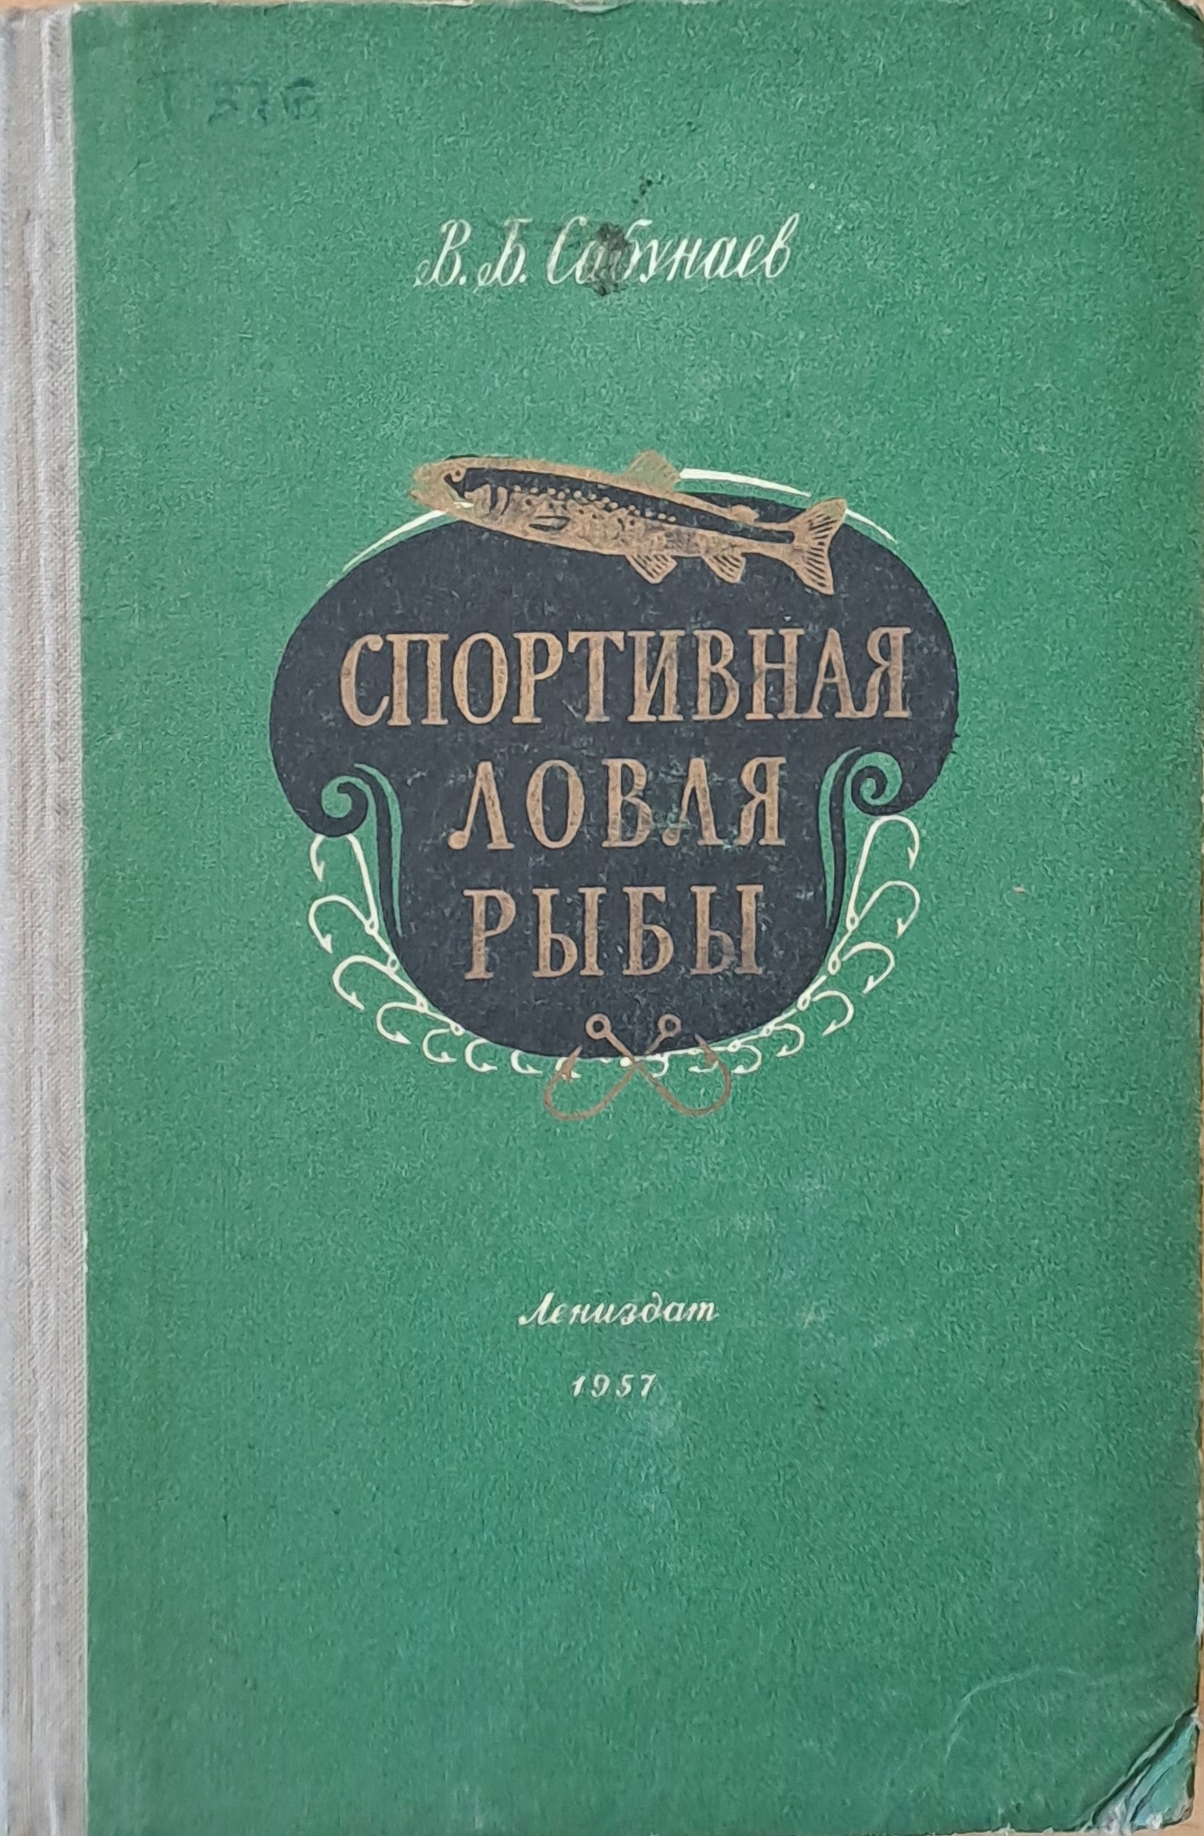 В. Б. Сабунаев
СПОРТИВНАЯ
ЛОВЛЯ
РЫБЫ
Лениздат
1957